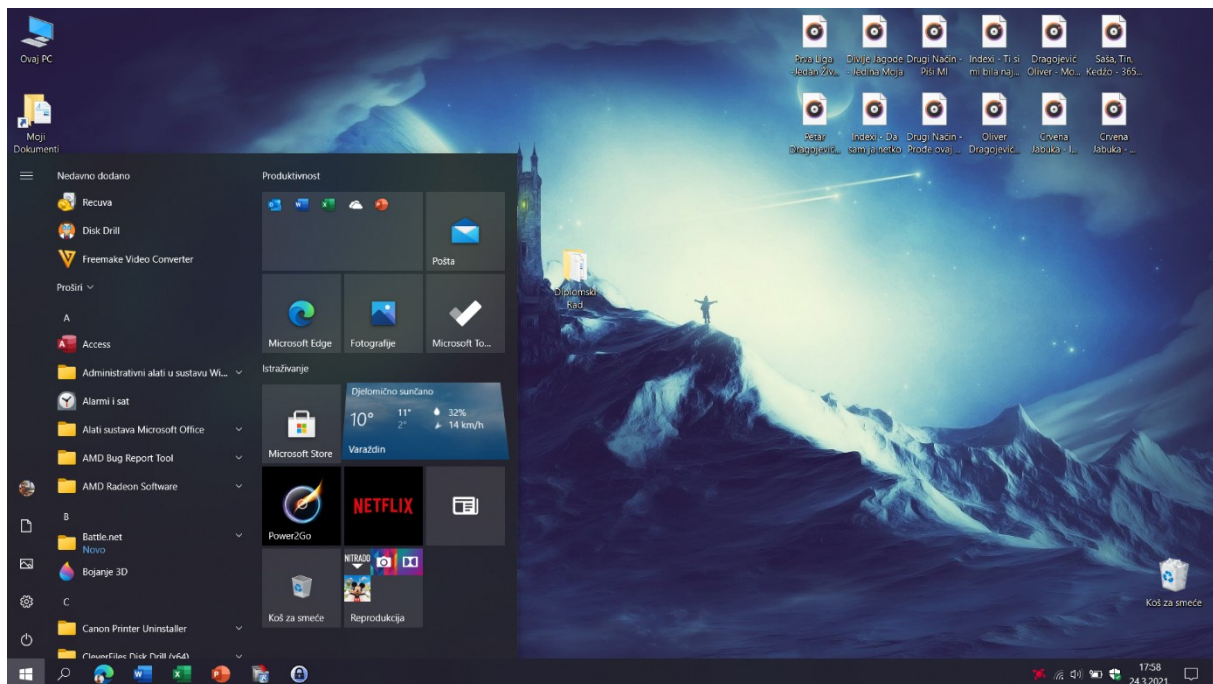 Ovaj PC
Moji
Dokumenti
Prva Liga
- Jedan Živ...
Divlje Jagode
- Jedina Moja
Drugi Način -
Piši MI
Indexi - Ti si
mi bila naj...
Dragojević
Oliver - Mo...
Saša, Tin,
Kedžo - 365...
Petar
Dragojević...
Indexi - Da
sam ja netko
Drugi Način -
Prođe ovaj ...
Oliver
Dragojević...
Crvena
Jabuka - I...
Crvena
Jabuka - ...
Nedavno dodano
Recuva
Disk Drill
Freemake Video Converter
Proširi
A
Access
Administrativni alati u sustavu Wi...
Alarmi i sat
Alati sustava Microsoft Office
AMD Bug Report Tool
AMD Radeon Software
B
Battle.net
Novo
Bojanje 3D
C
Canon Printer Uninstaller
CleverFiles Disk Drill (x64)
Produktivnost
Pošta
Microsoft Edge
Fotografije
Microsoft To...
Istraživanje
Microsoft Store
Djelomično sunčano
10°
11°
2°
32%
14 km/h
Varaždin
Power2Go
NETFLIX
Koš za smeće
NITRADO
Reprodukcija
Diplomski
Rad
Koš za smeće
17:58
24.3.2021.